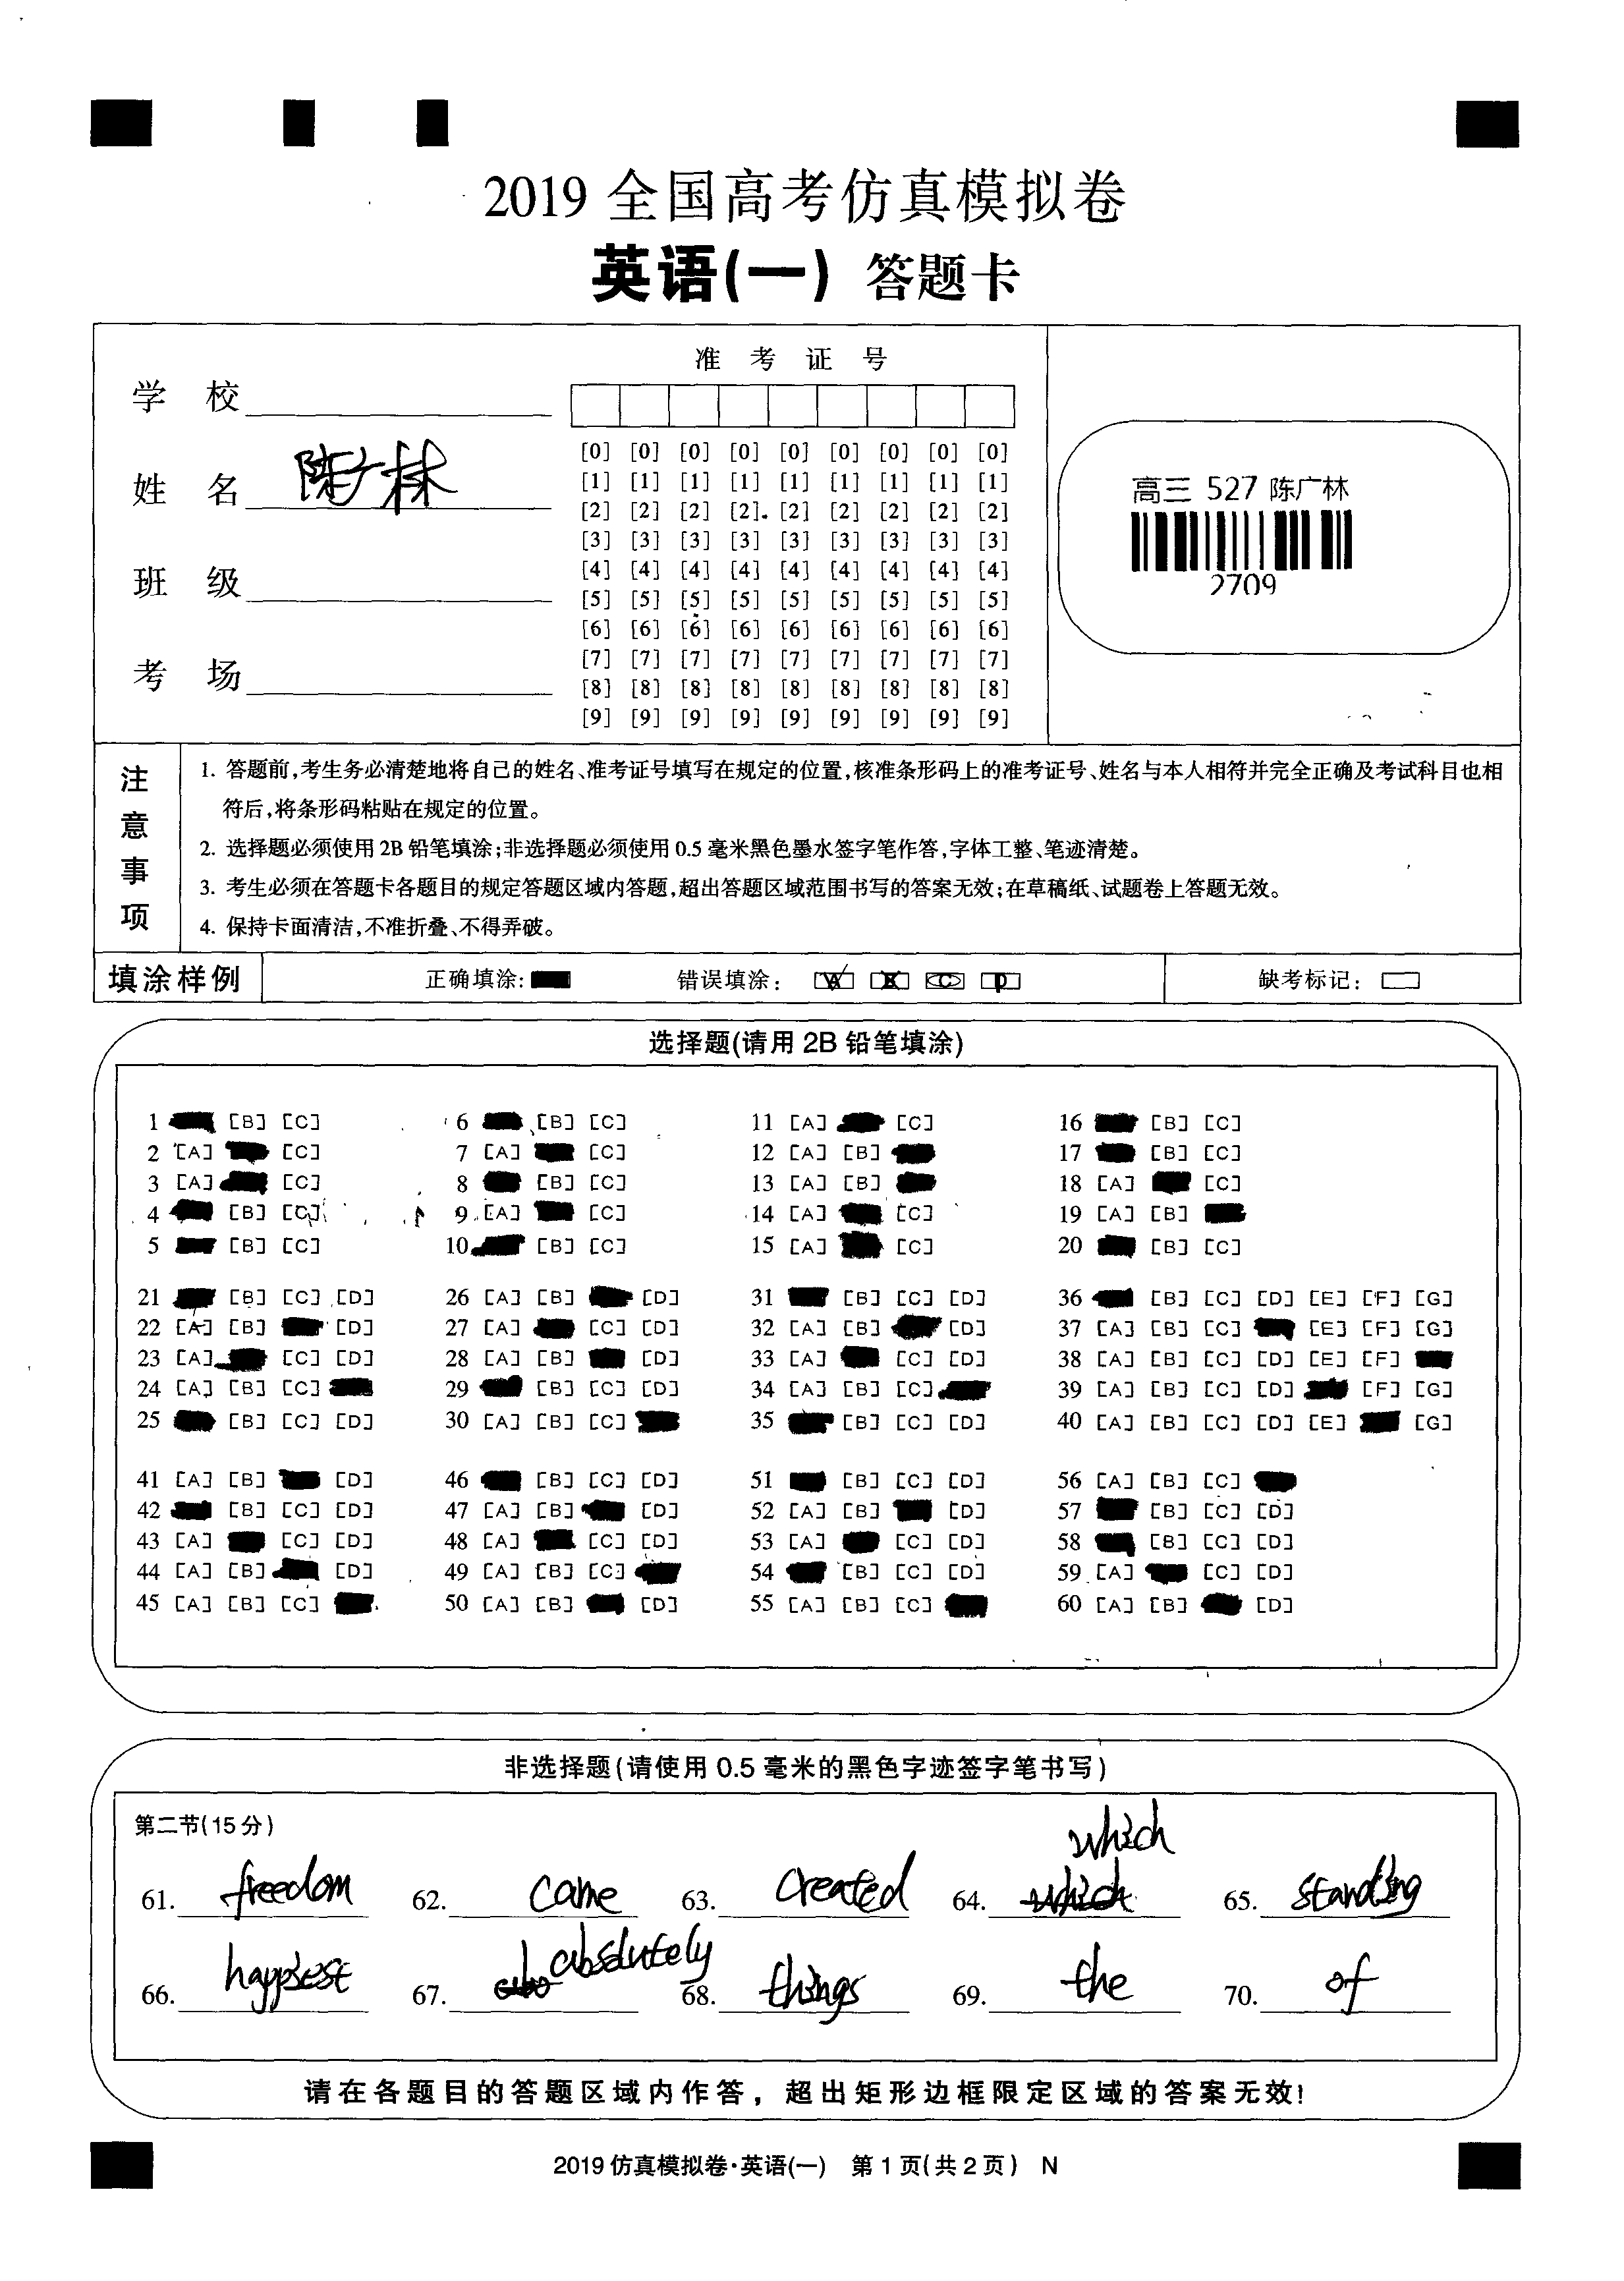 2019 全国高考仿真模拟卷
英语(一) 答题卡
准 考 证 号
学 校
姓 名 陈广林
班 级
考 场
[0] [0] [0] [0] [0] [0] [0] [0] [0]
[1] [1] [1] [1] [1] [1] [1] [1] [1]
[2] [2] [2] [2] [2] [2] [2] [2] [2]
[3] [3] [3] [3] [3] [3] [3] [3] [3]
[4] [4] [4] [4] [4] [4] [4] [4] [4]
[5] [5] [5] [5] [5] [5] [5] [5] [5]
[6] [6] [6] [6] [6] [6] [6] [6] [6]
[7] [7] [7] [7] [7] [7] [7] [7] [7]
[8] [8] [8] [8] [8] [8] [8] [8] [8]
[9] [9] [9] [9] [9] [9] [9] [9] [9]
高三 527 陈广林
2709
注意事项
1. 答题前,考生务必清楚地将自己的姓名、准考证号填写在规定的位置,核准条形码上的准考证号、姓名与本人相符并完全正确及考试科目也相
符后,将条形码粘贴在规定的位置。
2. 选择题必须使用 2B 铅笔填涂;非选择题必须使用 0.5 毫米黑色墨水签字笔作答,字体工整、笔迹清楚。
3. 考生必须在答题卡各题目的规定答题区域内答题,超出答题区域范围书写的答案无效;在草稿纸、试题卷上答题无效。
4. 保持卡面清洁,不准折叠、不得弄破。
填涂样例 正确填涂: 错误填涂: A B C D 缺考标记:
选择题(请用 2B 铅笔填涂)
1 [B] [C] 6 [B] [C] 11 [A] [C] 16 [B] [C]
2 [A] [C] 7 [A] [C] 12 [A] [B] 17 [B] [C]
3 [A] [C] 8 [B] [C] 13 [A] [B] 18 [A] [C]
4 [B] [C] 9 [A] [C] 14 [A] [C] 19 [A] [B]
5 [B] [C] 10 [B] [C] 15 [A] [C] 20 [B] [C]
21 [B] [C] [D] 26 [A] [B] [D] 31 [B] [C] [D] 36 [B] [C] [D] [E] [F] [G]
22 [A] [B] [D] 27 [A] [C] [D] 32 [A] [B] [D] 37 [A] [B] [C] [E] [F] [G]
23 [A] [C] [D] 28 [A] [B] [D] 33 [A] [C] [D] 38 [A] [B] [C] [D] [E] [F]
24 [A] [B] [C] 29 [B] [C] [D] 34 [A] [B] [C] 39 [A] [B] [C] [D] [F] [G]
25 [B] [C] [D] 30 [A] [B] [C] 35 [B] [C] [D] 40 [A] [B] [C] [D] [E] [G]
41 [A] [B] [D] 46 [B] [C] [D] 51 [B] [C] [D] 56 [A] [B] [C]
42 [B] [C] [D] 47 [A] [B] [D] 52 [A] [B] [D] 57 [B] [C] [D]
43 [A] [C] [D] 48 [A] [C] [D] 53 [A] [C] [D] 58 [B] [C] [D]
44 [A] [B] [D] 49 [A] [B] [C] 54 [B] [C] [D] 59 [A] [C] [D]
45 [A] [B] [C] 50 [A] [B] [D] 55 [A] [B] [C] 60 [A] [B] [D]
非选择题(请使用 0.5 毫米的黑色字迹签字笔书写)
第二节(15 分)
61. freedom 62. came 63. created 64. which 65. standing
66. happiest 67. absolutely 68. things 69. the 70. of
请在各题目的答题区域内作答，超出矩形边框限定区域的答案无效!
2019 仿真模拟卷·英语(一) 第 1 页(共 2 页) N